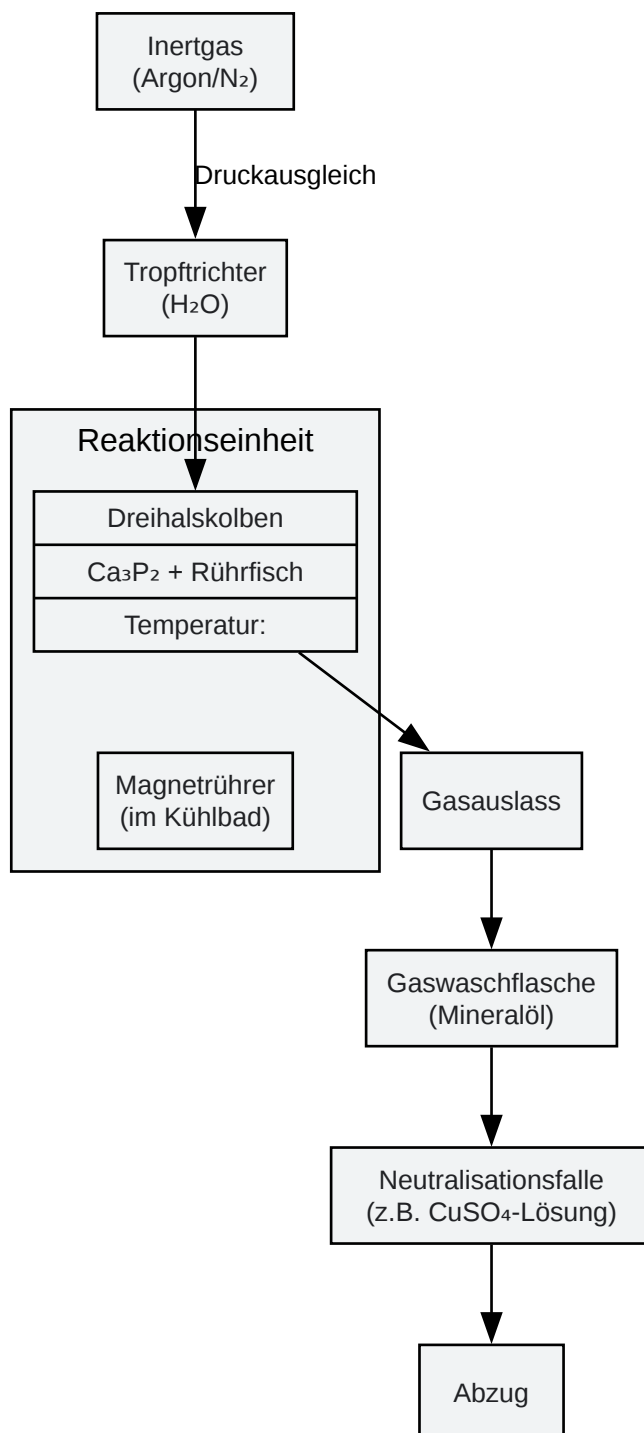 Inertgas
(Argon/N₂)
Druckausgleich
Tropftrichter
(H₂O)
Reaktionseinheit
Dreihalskolben
Ca₃P₂ + Rührfisch
Temperatur:
Magnetrührer
(im Kühlbad)
Gasauslass
Gaswaschflasche
(Mineralöl)
Neutralisationsfalle
(z.B. CuSO₄-Lösung)
Abzug